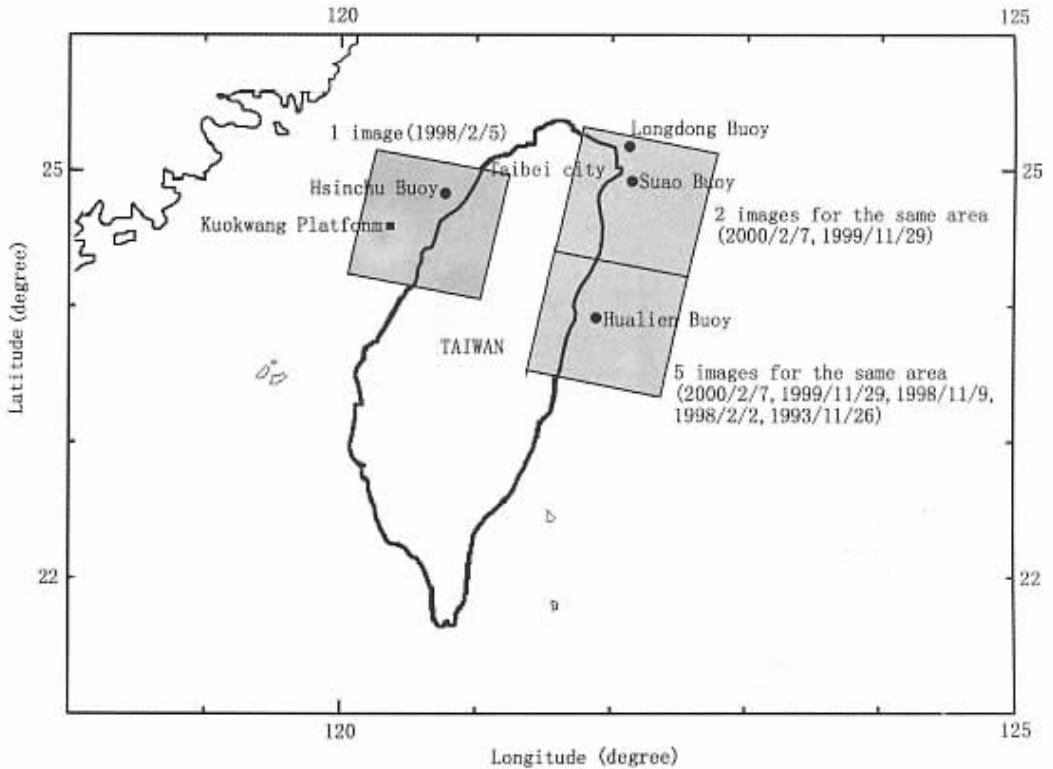 120
125
1 image(1998/2/5)
Longdong Buoy
25
Taibei city
25
Hsinchu Buoy
Suao Buoy
Kuokwang Platfonm
2 images for the same area
(2000/2/7, 1999/11/29)
Hualien Buoy
TAIWAN
5 images for the same area
(2000/2/7, 1999/11/29, 1998/11/9,
1998/2/2, 1993/11/26)
Latitude (degree)
22
22
120
125
Longitude (degree)